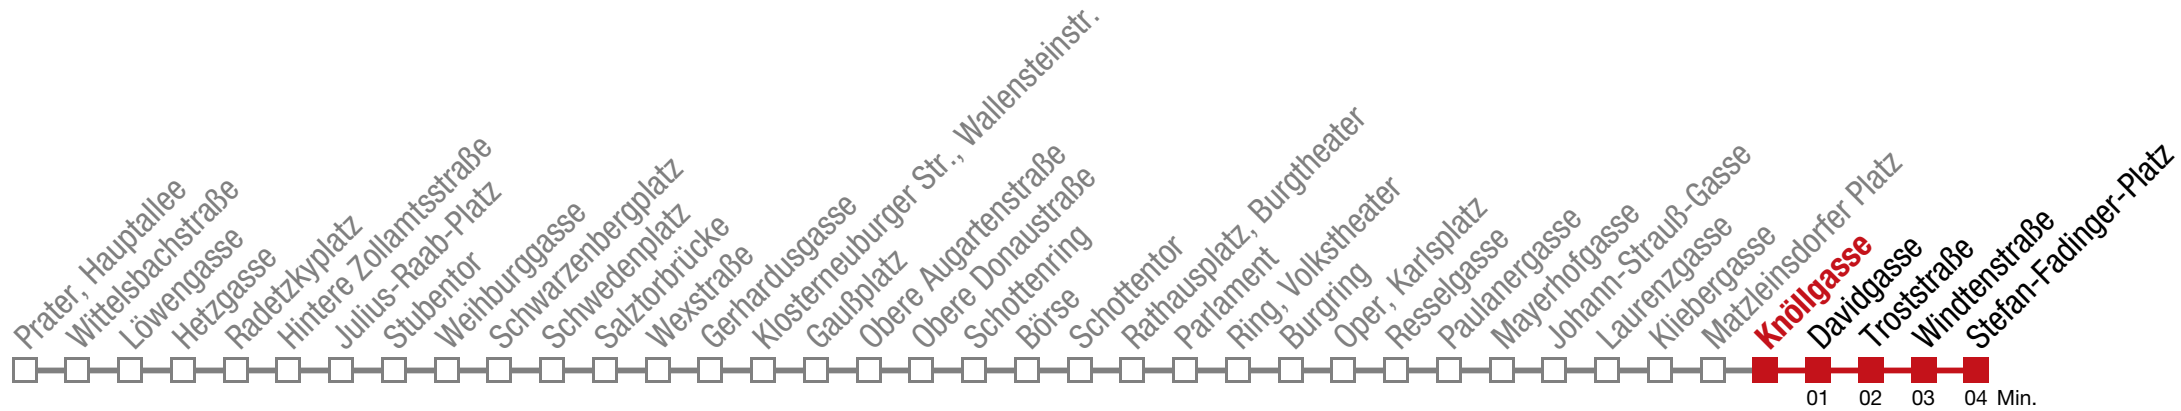 Prater, Hauptallee
Wittelsbachstraße
Löwengasse
Hetzgasse
Radetzkyplatz
Hintere Zollamtsstraße
Julius-Raab-Platz
Stubentor
Weihburggasse
Schwarzenbergplatz
Schwedenplatz
Salztorbrücke
Wexstraße
Gerhardusgasse
Klosterneuburger Str., Wallensteinstr.
Gaußplatz
Obere Augartenstraße
Obere Donaustraße
Schottenring
Börse
Schottentor
Rathausplatz, Burgtheater
Parlament
Ring, Volkstheater
Burgring
Oper, Karlsplatz
Resselgasse
Paulanergasse
Mayerhofgasse
Johann-Strauß-Gasse
Laurenzgasse
Kliebergasse
Matzleinsdorfer Platz
Knöllgasse
Davidgasse
Troststraße
Windtenstraße
Stefan-Fadinger-Platz
01 02 03 04 Min.